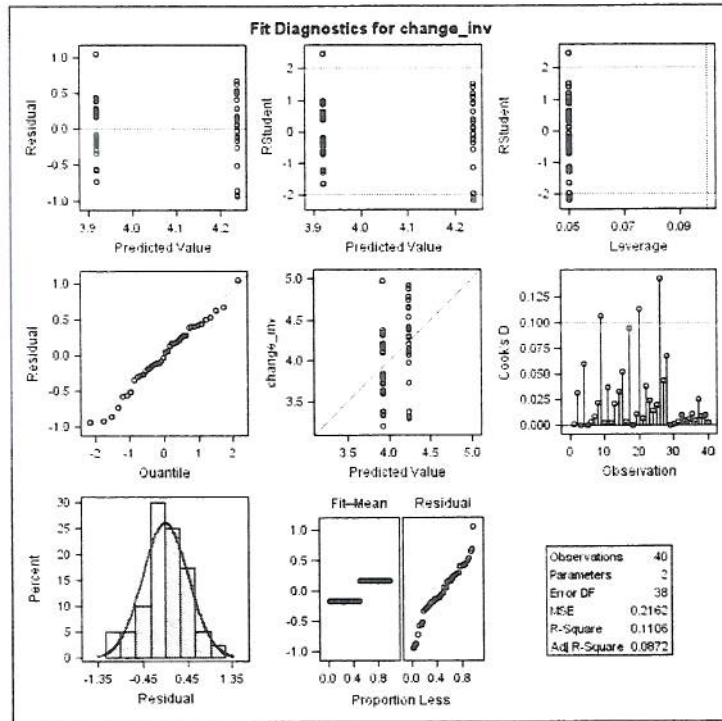 Fit Diagnostics for change_inv
1.0
0.5
0.0
-0.5
-1.0
Residual
3.9 4.0 4.1 4.2
Predicted Value
2
1
0
-1
-2
RStudent
3.9 4.0 4.1 4.2
Predicted Value
2
1
0
-1
-2
RStudent
0.05 0.07 0.09
Leverage
1.0
0.5
0.0
-0.5
-1.0
Residual
-2 -1 0 1 2
Quantile
5.0
4.5
4.0
3.5
change_inv
3.5 4.0 4.5 5.0
Predicted Value
0.125
0.100
0.075
0.050
0.025
0.000
Cook's D
0 10 20 30 40
Observation
30
25
20
15
10
5
0
Percent
-1.35 -0.45 0.45 1.35
Residual
Fit–Mean Residual
1.0
0.5
0.0
-0.5
-1.0
0.0 0.4 0.8 0.0 0.4 0.8
Proportion Less
Observations 40
Parameters 2
Error DF 38
MSE 0.2162
R-Square 0.1106
Adj R-Square 0.0872